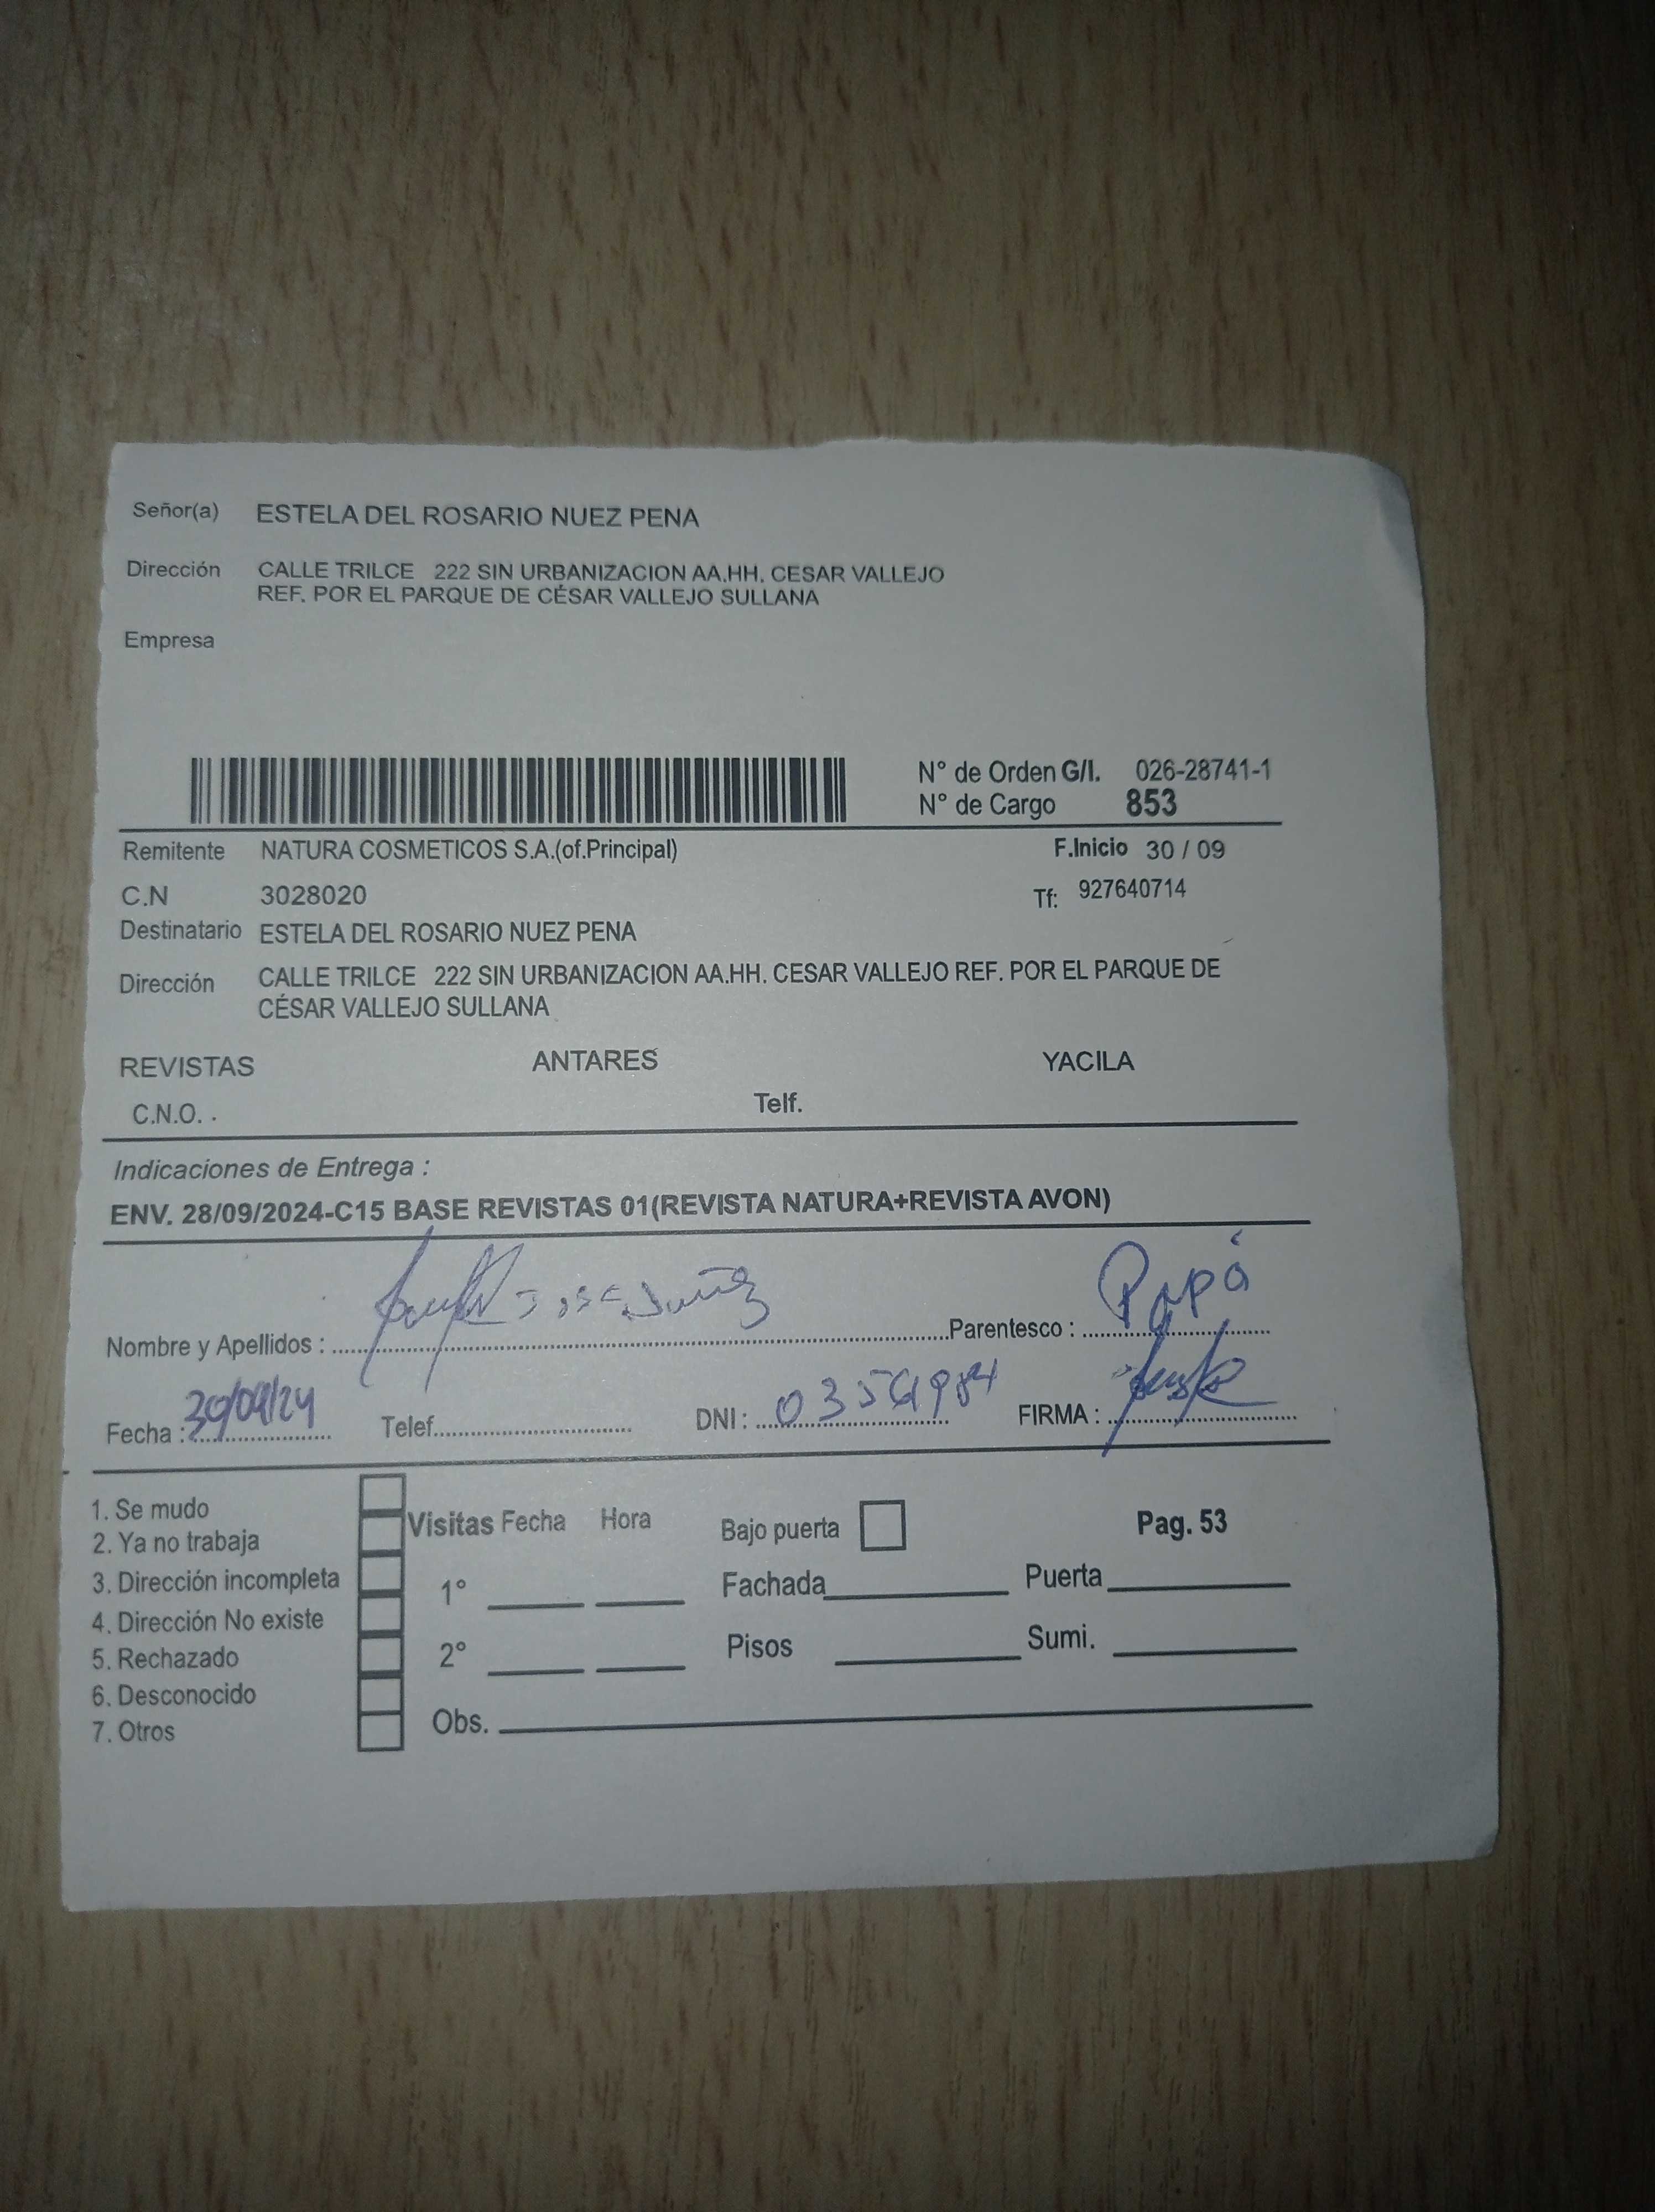 Señor(a) ESTELA DEL ROSARIO NUEZ PENA
Dirección CALLE TRILCE 222 SIN URBANIZACION AA.HH. CESAR VALLEJO
REF. POR EL PARQUE DE CÉSAR VALLEJO SULLANA
Empresa
N° de Orden G/I. 026-28741-1
N° de Cargo 853
Remitente NATURA COSMETICOS S.A.(of.Principal) F.Inicio 30 / 09
C.N 3028020 Tf: 927640714
Destinatario ESTELA DEL ROSARIO NUEZ PENA
Dirección CALLE TRILCE 222 SIN URBANIZACION AA.HH. CESAR VALLEJO REF. POR EL PARQUE DE
CÉSAR VALLEJO SULLANA
REVISTAS ANTARES YACILA
C.N.O. . Telf.
Indicaciones de Entrega :
ENV. 28/09/2024-C15 BASE REVISTAS 01(REVISTA NATURA+REVISTA AVON)
Nombre y Apellidos : Parentesco : Papá
Fecha : 30/09/24 Telef. DNI : FIRMA :
1. Se mudo
2. Ya no trabaja
3. Dirección incompleta
4. Dirección No existe
5. Rechazado
6. Desconocido
7. Otros
Visitas Fecha Hora Bajo puerta Pag. 53
1° Fachada Puerta
2° Pisos Sumi.
Obs.